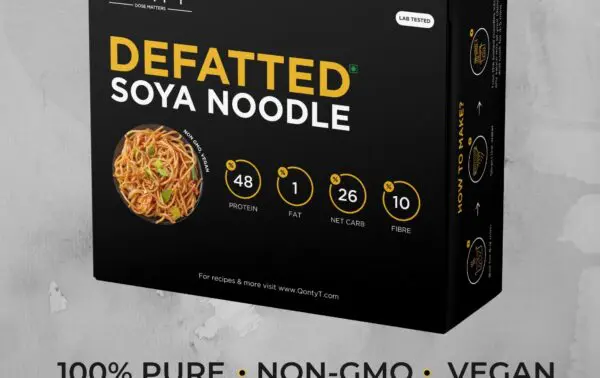 DOSE MATTERS
LAB TESTED
DEFATTED
SOYA NOODLE
NON GMO, VEGAN
% % % %
48 1 26 10
PROTEIN FAT NET CARB FIBRE
For recipes & more visit www.QontyT.com
HOW TO MAKE?
100% PURE • NON-GMO • VEGAN